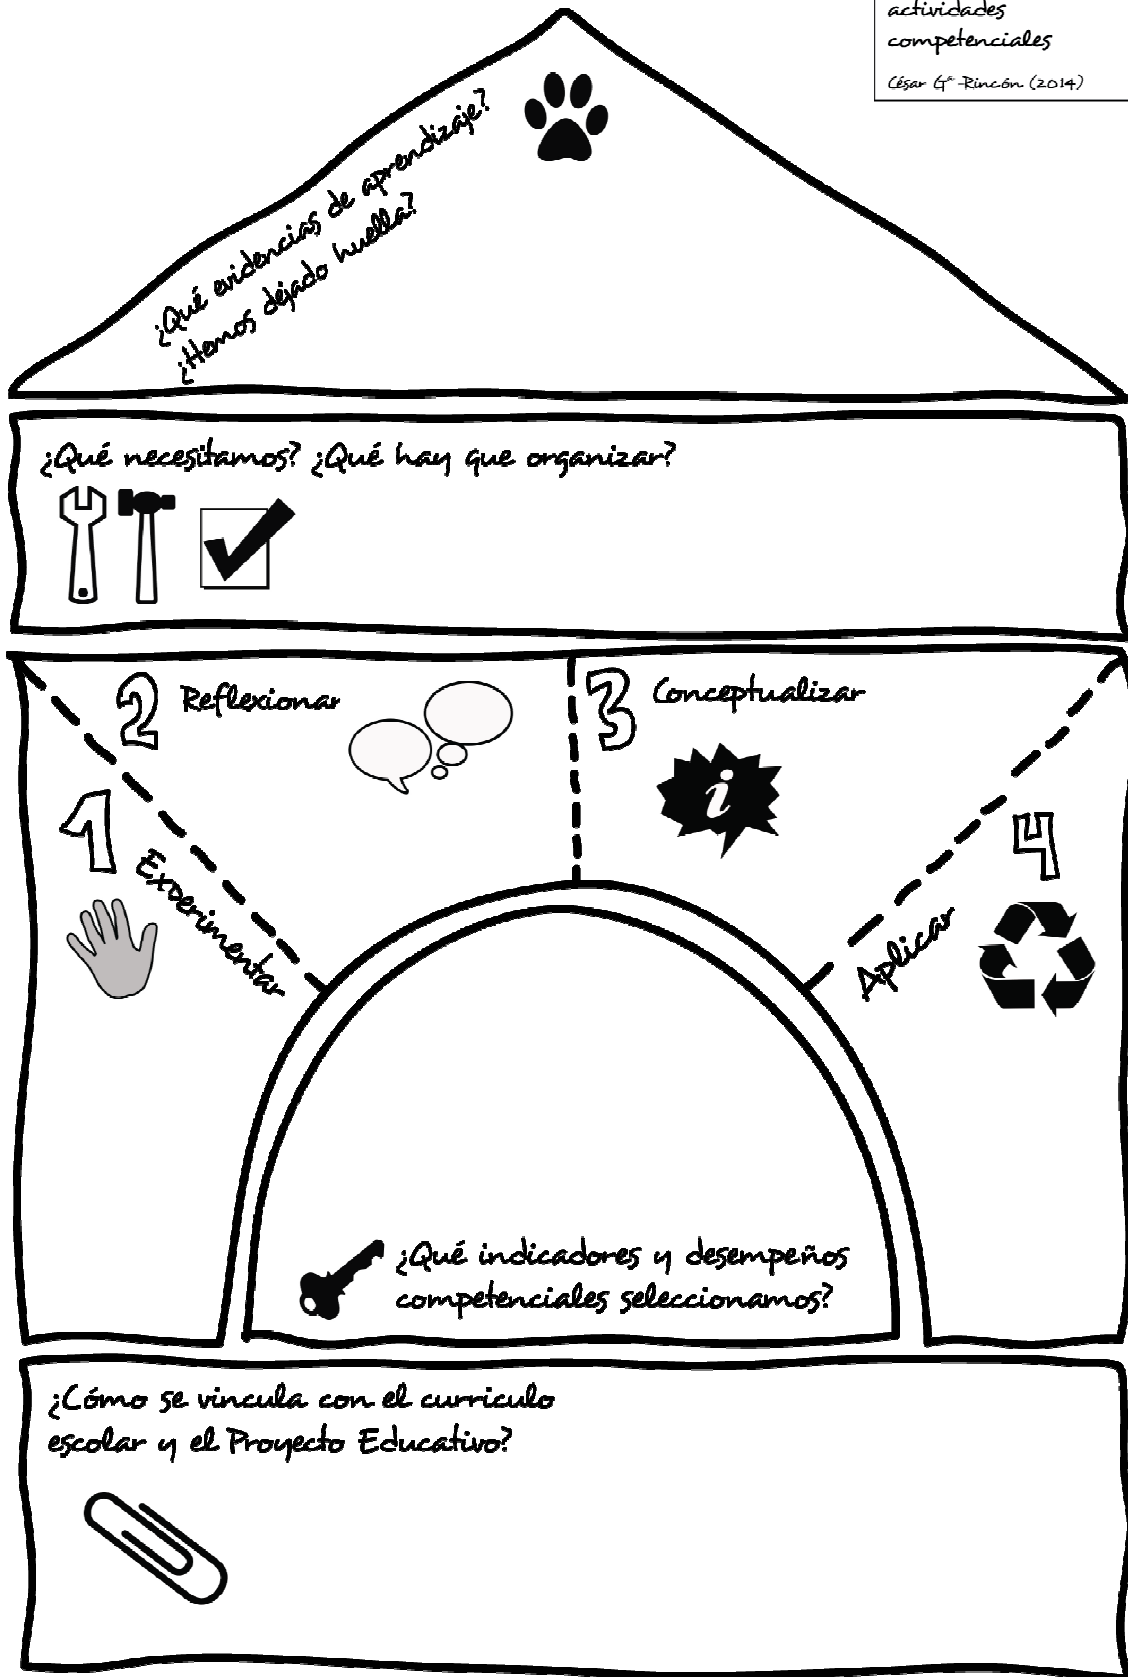 actividades
competenciales
César Gª-Rincón (2014)
¿Qué evidencias de aprendizaje?
¿Hemos dejado huella?
¿Qué necesitamos? ¿Qué hay que organizar?
2 Reflexionar
3 Conceptualizar
i
1
Experimentar
4
Aplicar
¿Qué indicadores y desempeños
competenciales seleccionamos?
¿Cómo se vincula con el curriculo
escolar y el Proyecto Educativo?